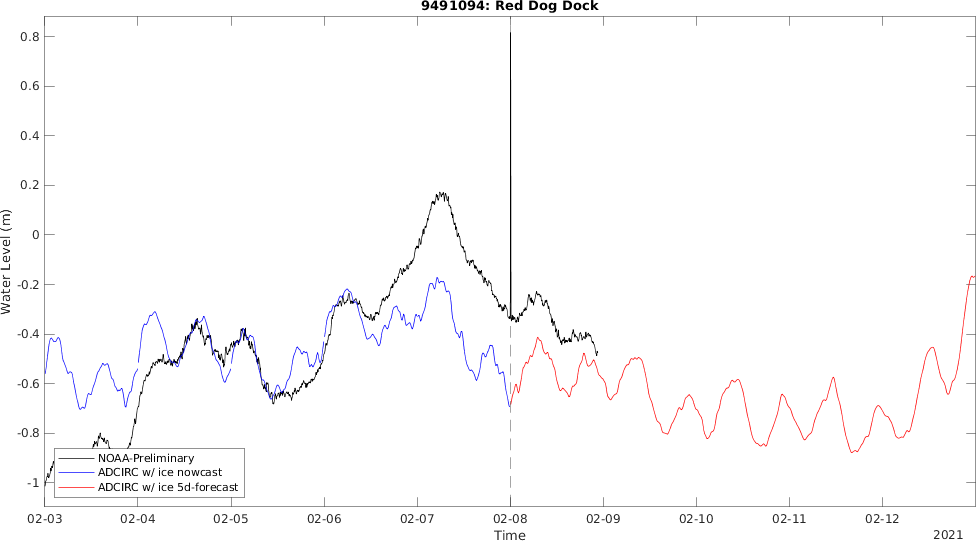 9491094: Red Dog Dock
0.8
0.6
0.4
0.2
0
-0.2
-0.4
-0.6
-0.8
-1
Water Level (m)
NOAA-Preliminary
ADCIRC w/ ice nowcast
ADCIRC w/ ice 5d-forecast
02-03 02-04 02-05 02-06 02-07 02-08 02-09 02-10 02-11 02-12
Time
2021